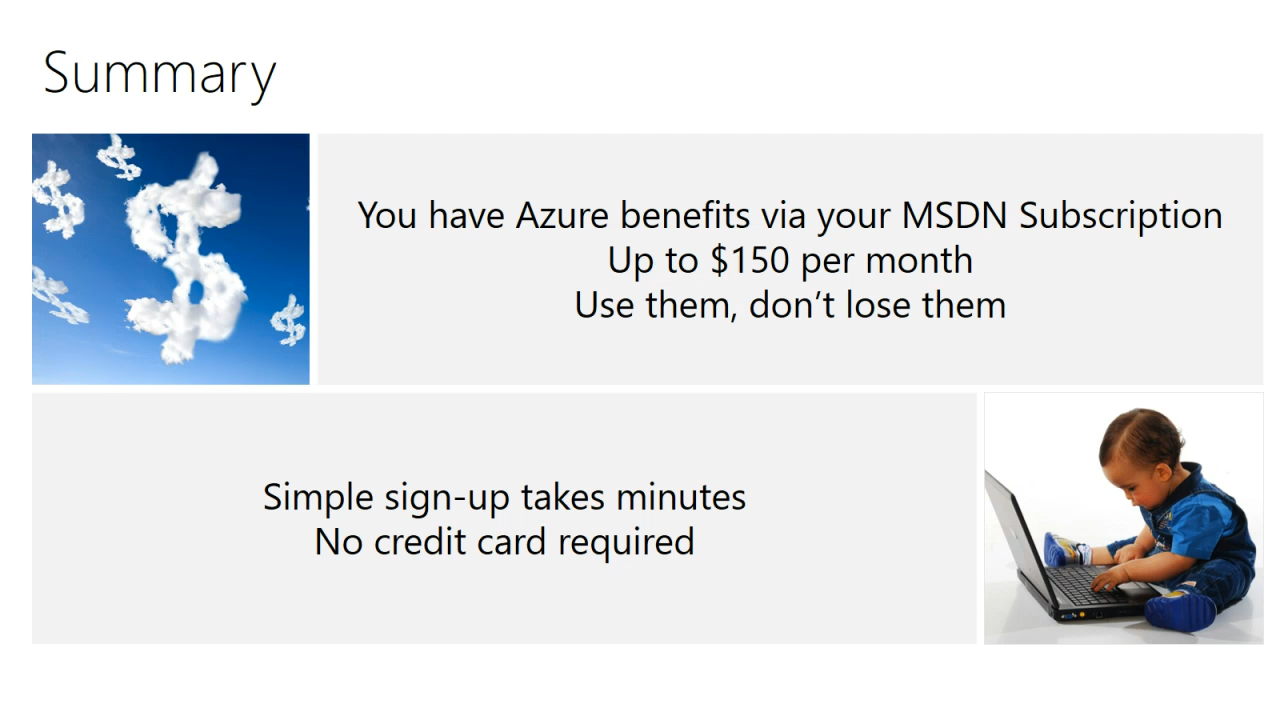 Summary
You have Azure benefits via your MSDN Subscription
Up to $150 per month
Use them, don’t lose them
Simple sign-up takes minutes
No credit card required